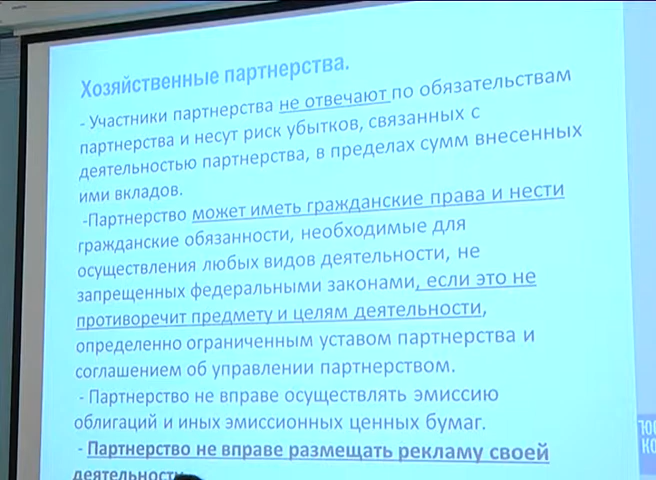 Хозяйственные партнерства.
- Участники партнерства не отвечают по обязательствам
партнерства и несут риск убытков, связанных с
деятельностью партнерства, в пределах сумм внесенных
ими вкладов.
-Партнерство может иметь гражданские права и нести
гражданские обязанности, необходимые для
осуществления любых видов деятельности, не
запрещенных федеральными законами, если это не
противоречит предмету и целям деятельности,
определенно ограниченным уставом партнерства и
соглашением об управлении партнерством.
- Партнерство не вправе осуществлять эмиссию
облигаций и иных эмиссионных ценных бумаг.
- Партнерство не вправе размещать рекламу своей
деятельности